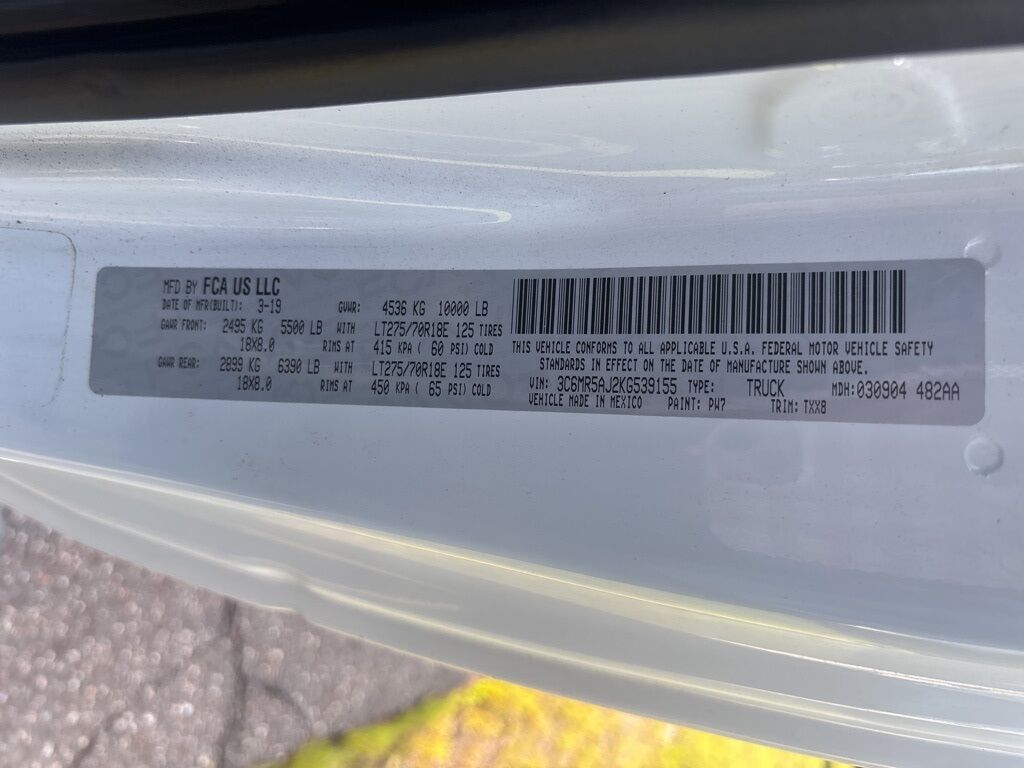 MFD BY FCA US LLC
DATE OF MFR(BUILT): 3-19 GVWR: 4536 KG 10000 LB
GAWR FRONT: 2495 KG 5500 LB WITH LT275/70R18E 125 TIRES
18X8.0 RIMS AT 415 KPA ( 60 PSI) COLD
GAWR REAR: 2899 KG 6390 LB WITH LT275/70R18E 125 TIRES
18X8.0 RIMS AT 450 KPA ( 65 PSI) COLD
THIS VEHICLE CONFORMS TO ALL APPLICABLE U.S.A. FEDERAL MOTOR VEHICLE SAFETY
STANDARDS IN EFFECT ON THE DATE OF MANUFACTURE SHOWN ABOVE.
VIN: 3C6MR5AJ2KG539155 TYPE: TRUCK MDH:030904 482AA
VEHICLE MADE IN MEXICO PAINT: PW7 TRIM: TXX8